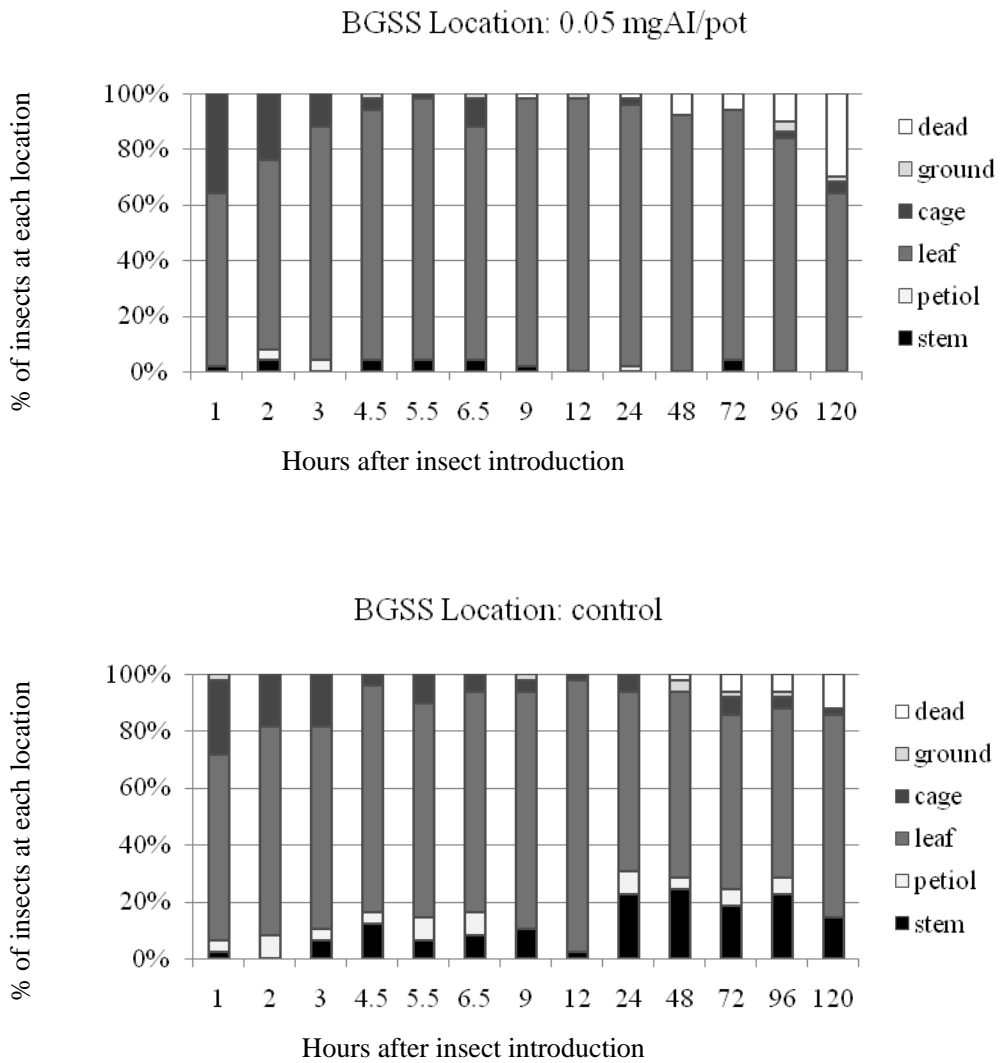 BGSS Location: 0.05 mgAI/pot
% of insects at each location
100%
80%
60%
40%
20%
0%
1 2 3 4.5 5.5 6.5 9 12 24 48 72 96 120
Hours after insect introduction
dead
ground
cage
leaf
petiol
stem
BGSS Location: control
% of insects at each location
100%
80%
60%
40%
20%
0%
1 2 3 4.5 5.5 6.5 9 12 24 48 72 96 120
Hours after insect introduction
dead
ground
cage
leaf
petiol
stem